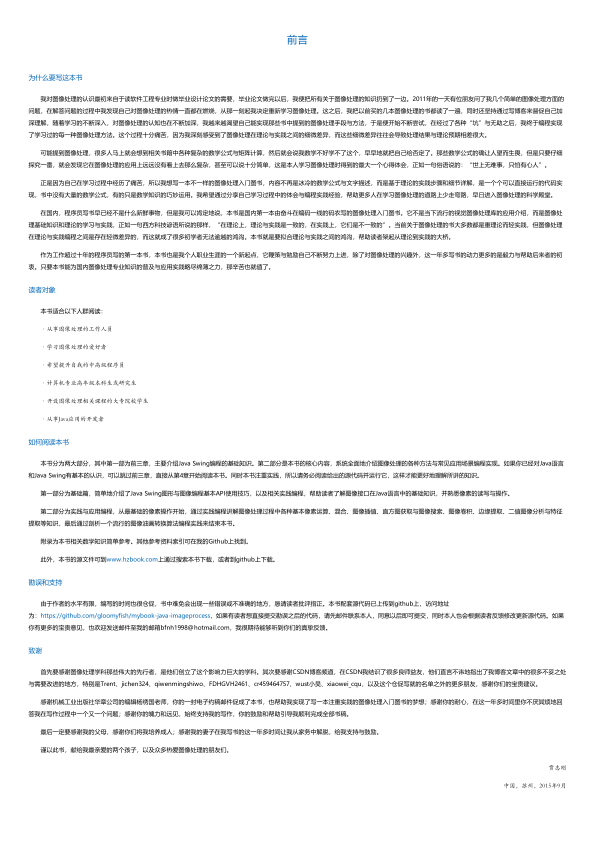 前言
为什么要写这本书
我对图像处理的认识最初来自于读软件工程专业时做毕业设计论文的需要，毕业论文做完以后，我便把所有关于图像处理的知识扔到了一边。2011年的一天有位朋友问了我几个简单的图像处理方面的
问题，在解答问题的过程中我发现自己对图像处理的热情一直都在燃烧，从那一刻起我决定重新学习图像处理。这之后，我把以前买的几本图像处理的书都读了一遍，同时还坚持通过写博客来督促自己加
深理解，随着学习的不断深入，对图像处理的认知也在不断加深，我越来越渴望自己能实现那些书中提到的图像处理手段与方法，于是便开始不断尝试，在经过了各种“坑”与无助之后，我终于编程实现
了学习过的每一种图像处理方法。这个过程十分痛苦，因为我深刻感受到了图像处理在理论与实践之间的细微差异，而这些细微差异往往会导致处理结果与理论预期相差很大。
可能提到图像处理，很多人马上就会想到相关书籍中各种复杂的数学公式与矩阵计算，然后就会说我数学不好学不了这个，早早地就把自己给否定了。那些数学公式的确让人望而生畏，但是只要仔细
探究一番，就会发现它在图像处理的应用上远远没有看上去那么复杂，甚至可以说十分简单，这是本人学习图像处理时得到的最大一个心得体会，正如一句俗语说的：“世上无难事，只怕有心人”。
正是因为自己在学习过程中经历了痛苦，所以我想写一本不一样的图像处理入门图书，内容不再是冰冷的数学公式与文字描述，而是基于理论的实践步骤和细节详解，是一个个可以直接运行的代码实
现，书中没有大量的数学公式，有的只是数学知识的巧妙运用。我希望通过分享自己学习过程中的体会与编程实践经验，帮助更多人在学习图像处理的道路上少走弯路，早日进入图像处理的科学殿堂。
在国内，程序员写书早已经不是什么新鲜事物，但是我可以肯定地说，本书是国内第一本由奋斗在编码一线的码农写的图像处理入门图书。它不是当下流行的视觉图像处理库的应用介绍，而是图像处
理基础知识和理论的学习与实践，正如一句西方科技谚语所说的那样，“在理论上，理论与实践是一致的，在实践上，它们是不一致的”。当前关于图像处理的书大多数都是重理论而轻实践，但图像处理
在理论与实践编程之间是存在轻微差异的，而这就成了很多初学者无法逾越的鸿沟。本书就是要拟合理论与实践之间的鸿沟，帮助读者架起从理论到实践的大桥。
作为工作超过十年的程序员写的第一本书，本书也是我个人职业生涯的一个新起点，它鞭策与勉励自己不断努力上进，除了对图像处理的兴趣外，这一年多写书的动力更多的是毅力与帮助后来者的初
衷。只要本书能为国内图像处理专业知识的普及与应用实践略尽绵薄之力，那辛苦也就值了。
读者对象
本书适合以下人群阅读：
·从事图像处理的工作人员
·学习图像处理的爱好者
·希望提升自我的中高级程序员
·计算机专业高年级本科生或研究生
·开设图像处理相关课程的大专院校学生
·从事Java应用的开发者
如何阅读本书
本书分为两大部分，其中第一部为前三章，主要介绍Java Swing编程的基础知识。第二部分是本书的核心内容，系统全面地介绍图像处理的各种方法与常见应用场景编程实现。如果你已经对Java语言
和Java Swing有基本的认识，可以跳过前三章，直接从第4章开始阅读本书。同时本书注重实践，所以请务必阅读给出的源代码并运行它，这样才能更好地理解所讲的知识。
第一部分为基础篇，简单地介绍了Java Swing图形与图像编程基本API使用技巧，以及相关实践编程，帮助读者了解图像接口在Java语言中的基础知识，并熟悉像素的读写与操作。
第二部分为实践与应用编程，从最基础的像素操作开始，通过实践编程讲解图像处理过程中各种基本像素运算、混合、图像插值，直方图获取与图像搜索、图像卷积、边缘提取、二值图像分析与特征
提取等知识，最后通过剖析一个流行的图像油画转换算法编程实践来结束本书。
附录为本书相关数学知识简单参考。其他参考资料索引可在我的Github上找到。
此外，本书的源文件可到www.hzbook.com上通过搜索本书下载，或者到github上下载。
勘误和支持
由于作者的水平有限，编写的时间也很仓促，书中难免会出现一些错误或不准确的地方，恳请读者批评指正。本书配套源代码已上传到github上，访问地址
为：https://github.com/gloomyfish/mybook-java-imageprocess，如果有读者想直接提交勘误之后的代码，请先邮件联系本人，同意以后即可提交，同时本人也会根据读者反馈修改更新源代码。如果
你有更多的宝贵意见，也欢迎发送邮件至我的邮箱bfnh1998@hotmail.com，我很期待能够听到你们的真挚反馈。
致谢
首先要感谢图像处理学科那些伟大的先行者，是他们创立了这个影响力巨大的学科。其次要感谢CSDN博客频道，在CSDN我结识了很多良师益友，他们直言不讳地指出了我博客文章中的很多不妥之处
与需要改进的地方，特别是Trent、jichen324、qiwenmingshiwo、FDHGVH2461、cr459464757、wust小吴、xiaowei_cqu，以及这个仓促写就的名单之外的更多朋友，感谢你们的宝贵建议。
感谢机械工业出版社华章公司的编辑杨绣国老师，你的一封电子约稿邮件促成了本书，也帮助我实现了写一本注重实践的图像处理入门图书的梦想；感谢你的耐心，在这一年多时间里你不厌其烦地回
答我在写作过程中一个又一个问题；感谢你的魄力和远见，始终支持我的写作，你的鼓励和帮助引导我顺利完成全部书稿。
最后一定要感谢我的父母，感谢你们将我培养成人；感谢我的妻子在我写书的这一年多时间让我从家务中解脱，给我支持与鼓励。
谨以此书，献给我最亲爱的两个孩子，以及众多热爱图像处理的朋友们。
贾志刚
中国，苏州，2015年9月